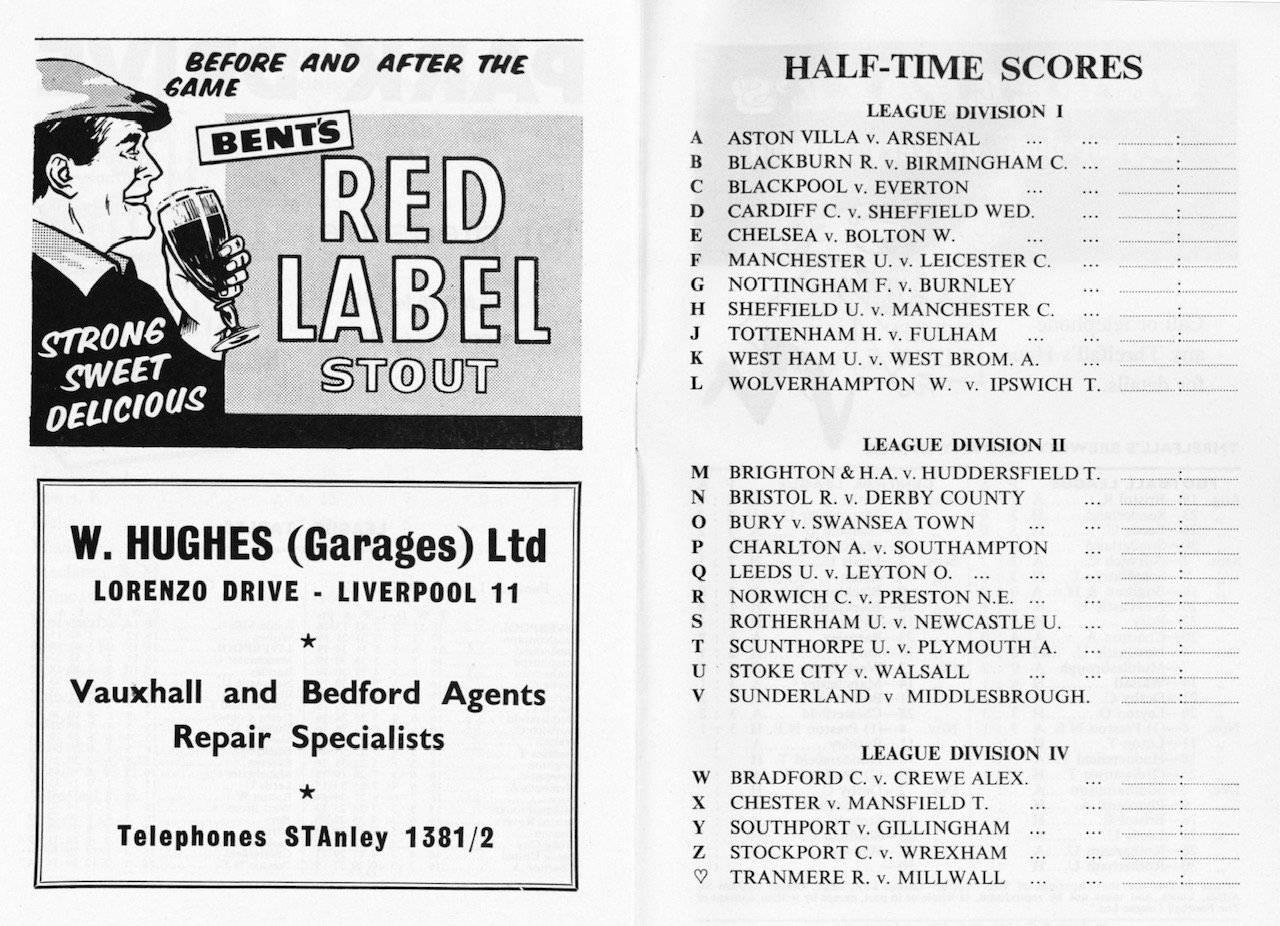 BEFORE AND AFTER THE
GAME
BENT'S
RED
LABEL
STOUT
STRONG
SWEET
DELICIOUS
W. HUGHES (Garages) Ltd
LORENZO DRIVE - LIVERPOOL 11
★
Vauxhall and Bedford Agents
Repair Specialists
★
Telephones STAnley 1381/2
HALF-TIME SCORES
LEAGUE DIVISION I
A ASTON VILLA v. ARSENAL ... ... ............:............
B BLACKBURN R. v. BIRMINGHAM C. ... ............:............
C BLACKPOOL v. EVERTON ... ... ............:............
D CARDIFF C. v. SHEFFIELD WED. ... ............:............
E CHELSEA v. BOLTON W. ... ... ............:............
F MANCHESTER U. v. LEICESTER C. ... ............:............
G NOTTINGHAM F. v. BURNLEY ... ............:............
H SHEFFIELD U. v. MANCHESTER C. ... ............:............
J TOTTENHAM H. v. FULHAM ... ... ............:............
K WEST HAM U. v. WEST BROM. A. ... ............:............
L WOLVERHAMPTON W. v. IPSWICH T. ............:............
LEAGUE DIVISION II
M BRIGHTON & H.A. v. HUDDERSFIELD T. ............:............
N BRISTOL R. v. DERBY COUNTY ... ............:............
O BURY v. SWANSEA TOWN ... ... ............:............
P CHARLTON A. v. SOUTHAMPTON ... ............:............
Q LEEDS U. v. LEYTON O. ... ... ... ............:............
R NORWICH C. v. PRESTON N.E. ... ... ............:............
S ROTHERHAM U. v. NEWCASTLE U. ... ............:............
T SCUNTHORPE U. v. PLYMOUTH A. ... ............:............
U STOKE CITY v. WALSALL ... ... ............:............
V SUNDERLAND v. MIDDLESBROUGH. ............:............
LEAGUE DIVISION IV
W BRADFORD C. v. CREWE ALEX. ... ............:............
X CHESTER v. MANSFIELD T. ... ... ............:............
Y SOUTHPORT v. GILLINGHAM ... ... ............:............
Z STOCKPORT C. v. WREXHAM ... ... ............:............
♡ TRANMERE R. v. MILLWALL ... ... ............:............